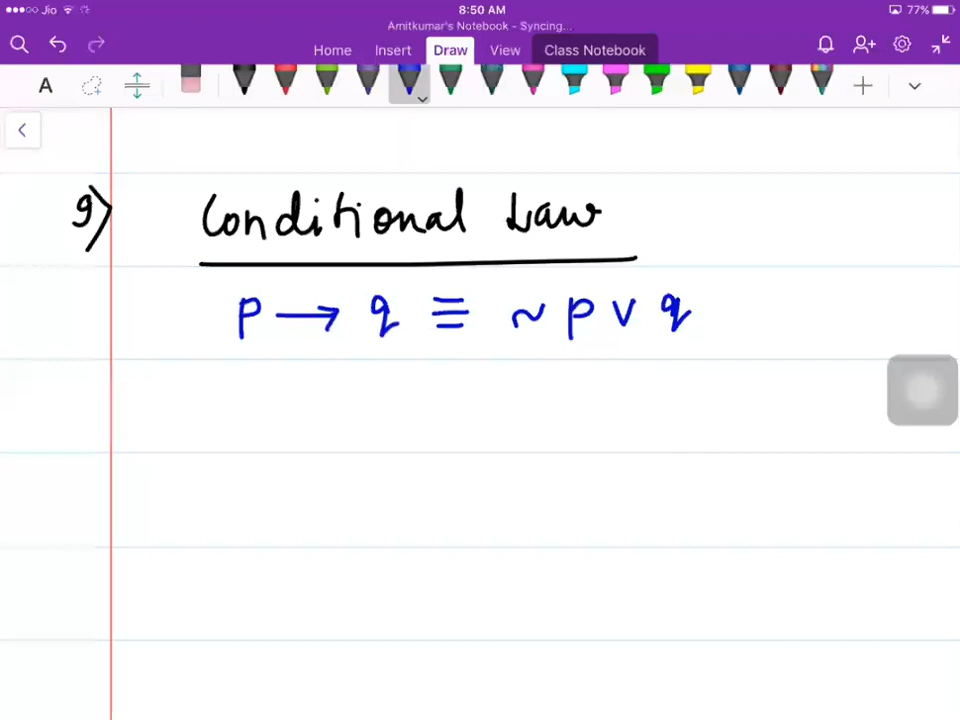 Jio 8:50 AM 77%
Amitkumar's Notebook - Syncing...
Home Insert Draw View Class Notebook
A
9) Conditional Law
p → q ≡ ~ p ∨ q